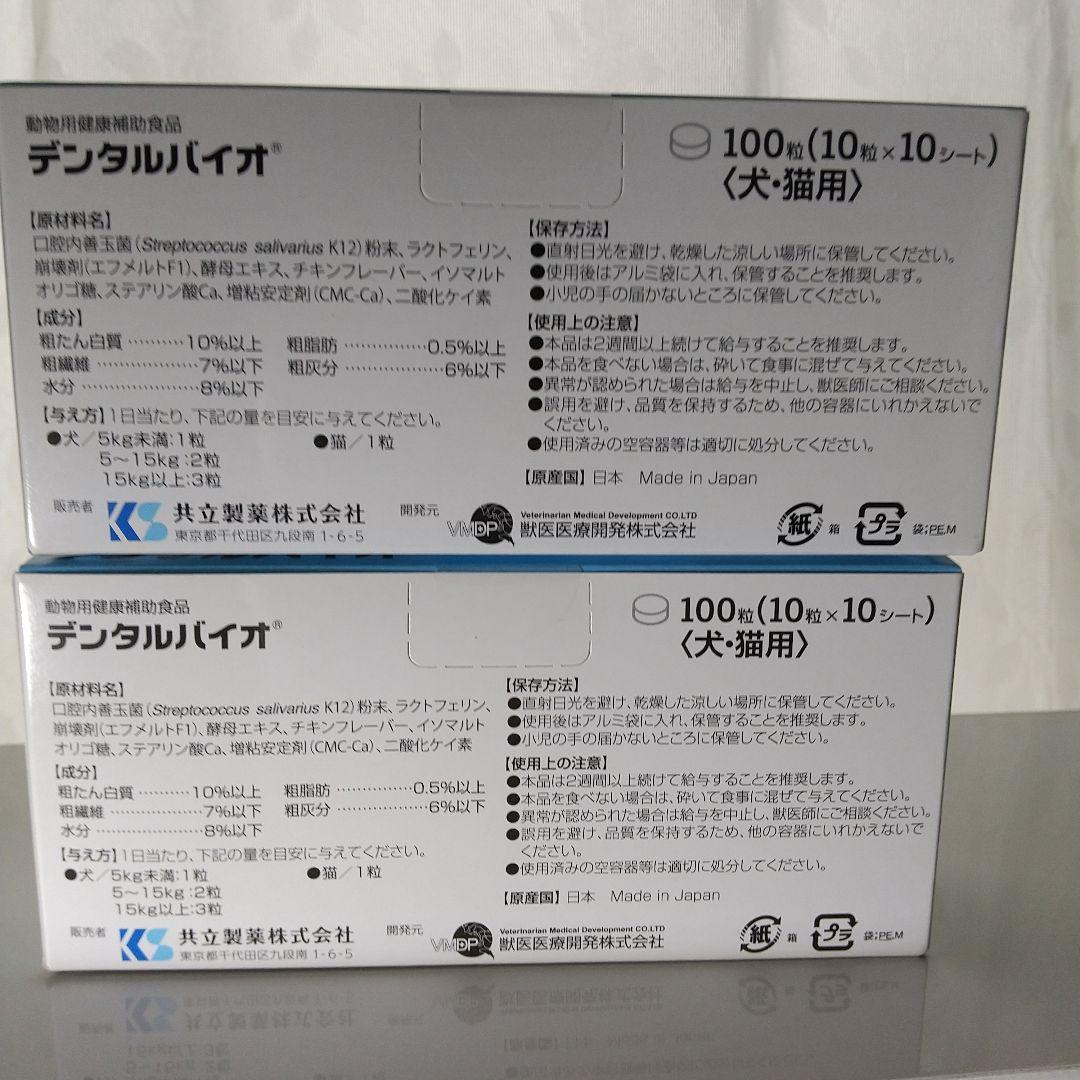 動物用健康補助食品
デンタルバイオ®
100粒(10粒×10シート)
〈犬・猫用〉
【原材料名】
口腔内善玉菌(Streptococcus salivarius K12)粉末、ラクトフェリン、
崩壊剤(エフメルトF1)、酵母エキス、チキンフレーバー、イソマルト
オリゴ糖、ステアリン酸Ca、増粘安定剤(CMC-Ca)、二酸化ケイ素
【成分】
粗たん白質 ………10%以上 粗脂肪 …………0.5%以上
粗繊維 ………………7%以下 粗灰分 ……………6%以下
水分 …………………8%以下
【与え方】1日当たり、下記の量を目安に与えてください。
●犬／5kg未満:1粒 ●猫／1粒
5〜15kg:2粒
15kg以上:3粒
【保存方法】
●直射日光を避け、乾燥した涼しい場所に保管してください。
●使用後はアルミ袋に入れ、保管することを推奨します。
●小児の手の届かないところに保管してください。
【使用上の注意】
●本品は2週間以上続けて給与することを推奨します。
●本品を食べない場合は、砕いて食事に混ぜて与えてください。
●異常が認められた場合は給与を中止し、獣医師にご相談ください。
●誤用を避け、品質を保持するため、他の容器にいれかえないで
ください。
●使用済みの空容器等は適切に処分してください。
【原産国】日本 Made in Japan
販売者 KS 共立製薬株式会社
東京都千代田区九段南 1-6-5
開発元 VMDP Veterinarian Medical Development CO.LTD
獣医医療開発株式会社
紙 箱 プラ 袋;PE,M
動物用健康補助食品
デンタルバイオ®
100粒(10粒×10シート)
〈犬・猫用〉
【原材料名】
口腔内善玉菌(Streptococcus salivarius K12)粉末、ラクトフェリン、
崩壊剤(エフメルトF1)、酵母エキス、チキンフレーバー、イソマルト
オリゴ糖、ステアリン酸Ca、増粘安定剤(CMC-Ca)、二酸化ケイ素
【成分】
粗たん白質 ………10%以上 粗脂肪 …………0.5%以上
粗繊維 ………………7%以下 粗灰分 ……………6%以下
水分 …………………8%以下
【与え方】1日当たり、下記の量を目安に与えてください。
●犬／5kg未満:1粒 ●猫／1粒
5〜15kg:2粒
15kg以上:3粒
【保存方法】
●直射日光を避け、乾燥した涼しい場所に保管してください。
●使用後はアルミ袋に入れ、保管することを推奨します。
●小児の手の届かないところに保管してください。
【使用上の注意】
●本品は2週間以上続けて給与することを推奨します。
●本品を食べない場合は、砕いて食事に混ぜて与えてください。
●異常が認められた場合は給与を中止し、獣医師にご相談ください。
●誤用を避け、品質を保持するため、他の容器にいれかえないで
ください。
●使用済みの空容器等は適切に処分してください。
【原産国】日本 Made in Japan
販売者 KS 共立製薬株式会社
東京都千代田区九段南 1-6-5
開発元 VMDP Veterinarian Medical Development CO.LTD
獣医医療開発株式会社
紙 箱 プラ 袋;PE,M